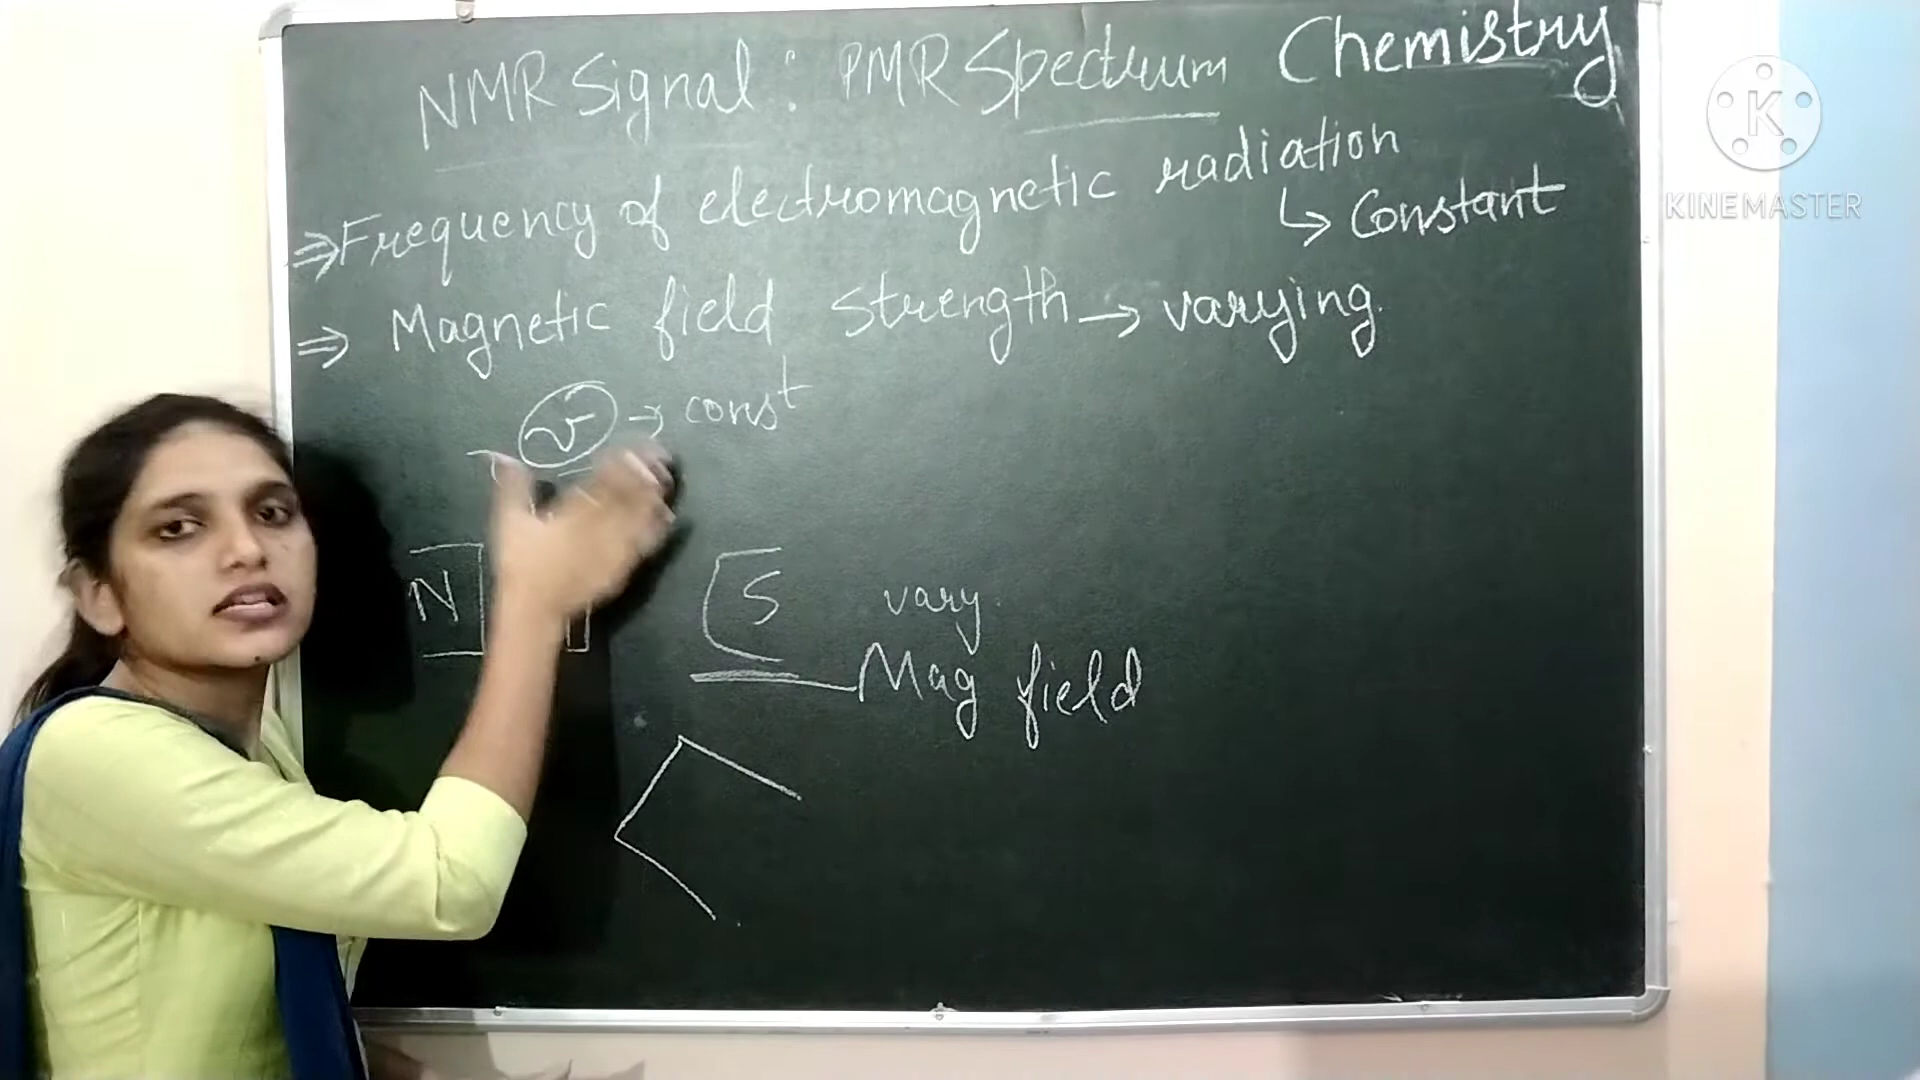 NMR Signal : PMR Spectrum Chemistry
⇒ Frequency of electromagnetic radiation
↳ Constant
⇒ Magnetic field strength → varying.
ν → const
N
S
vary.
Mag field
K
KINEMASTER